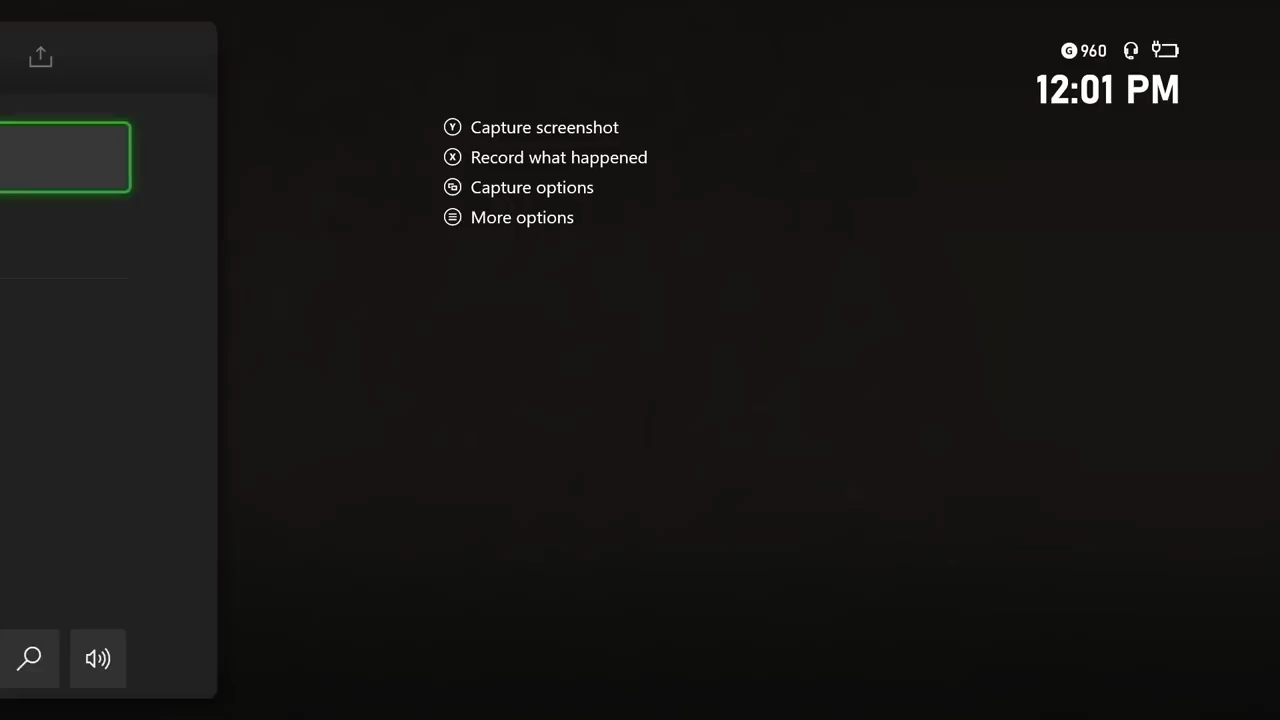 G 960
12:01 PM
Y Capture screenshot
X Record what happened
Capture options
More options